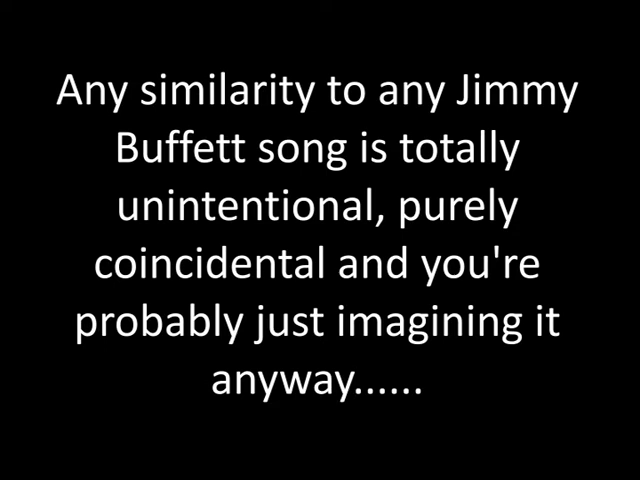 Any similarity to any Jimmy
Buffett song is totally
unintentional, purely
coincidental and you're
probably just imagining it
anyway......